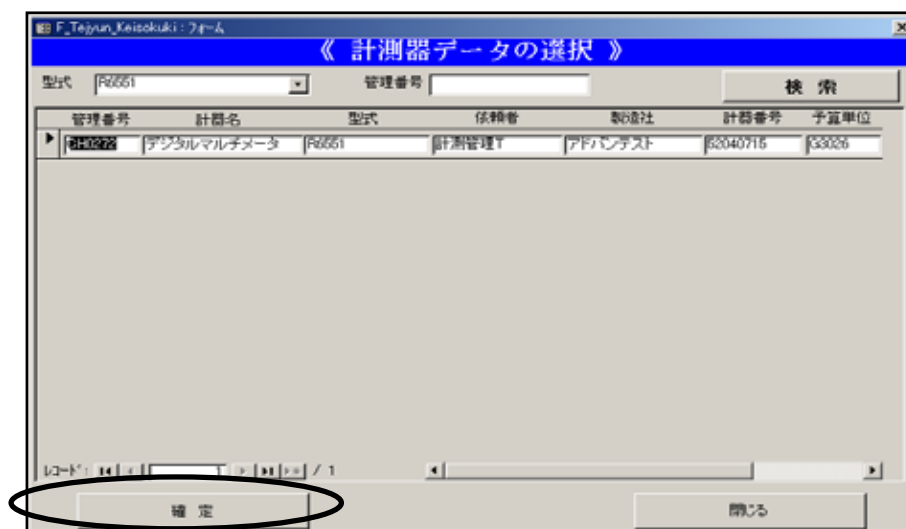 F_Tejyun_Keisokuki : フォーム
《 計測器データの選択 》
型式 R6551 管理番号 検 索
管理番号 計器名 型式 依頼者 製造社 計器番号 予算単位
CH0272 デジタルマルチメータ R6551 計測管理T アドバンテスト 62040715 G3026
レコード: 1 / 1
確 定 閉じる